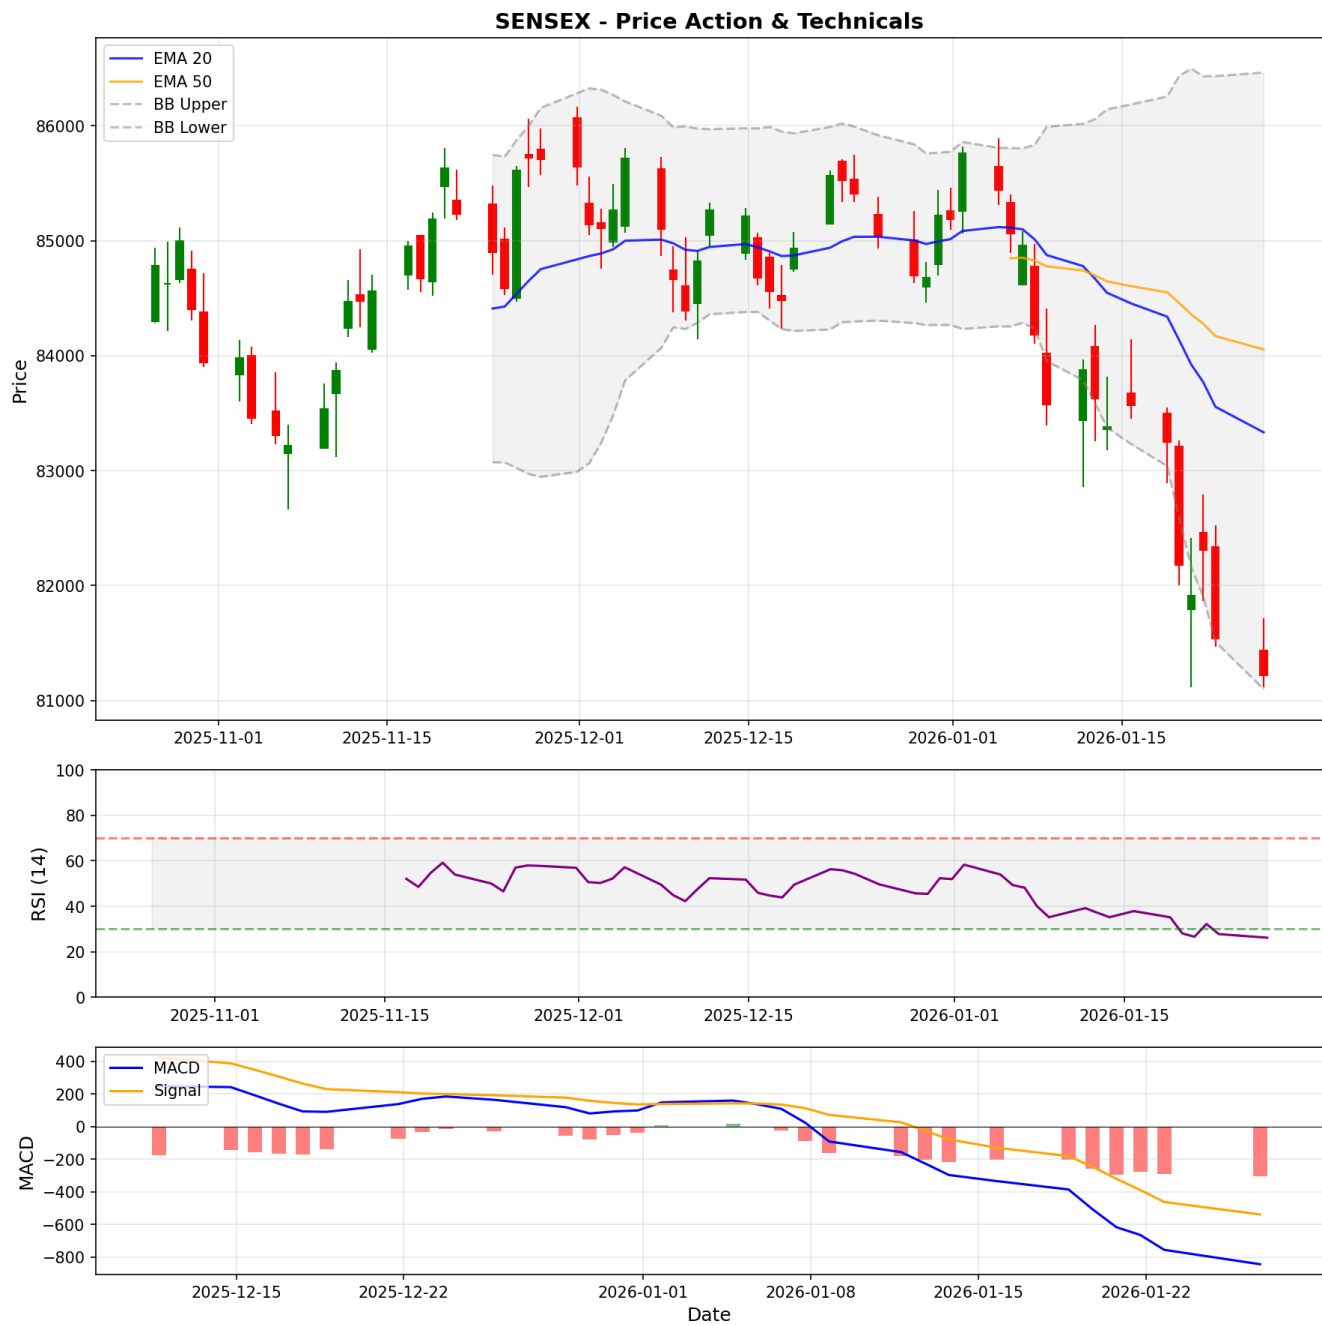 SENSEX - Price Action & Technicals
EMA 20
EMA 50
BB Upper
BB Lower
86000
85000
84000
83000
82000
81000
Price
2025-11-01 2025-11-15 2025-12-01 2025-12-15 2026-01-01 2026-01-15
100
80
60
40
20
0
RSI (14)
2025-11-01 2025-11-15 2025-12-01 2025-12-15 2026-01-01 2026-01-15
MACD
Signal
400
200
0
−200
−400
−600
−800
MACD
2025-12-15 2025-12-22 2026-01-01 2026-01-08 2026-01-15 2026-01-22
Date